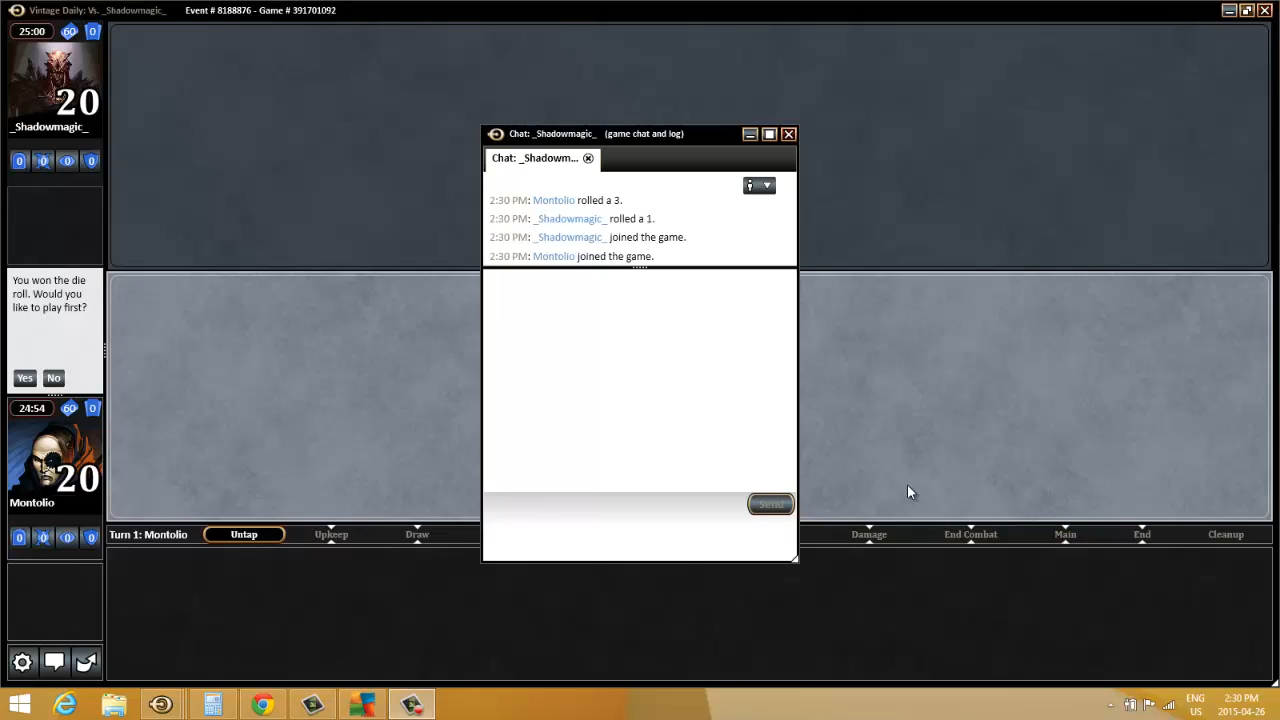 Vintage Daily: Vs. _Shadowmagic_ Event # 8188876 - Game # 391701092
25:00 60 0
20
_Shadowmagic_
0 0 0 0
Chat: _Shadowmagic_ (game chat and log)
Chat: _Shadowm...
2:30 PM: Montolio rolled a 3.
2:30 PM: _Shadowmagic_ rolled a 1.
2:30 PM: _Shadowmagic_ joined the game.
2:30 PM: Montolio joined the game.
You won the die
roll. Would you
like to play first?
Yes No
24:54 60 0
20
Montolio
Send
0 0 0 0
Turn 1: Montolio Untap Upkeep Draw Damage End Combat Main End Cleanup
ENG 2:30 PM
US 2015-04-26